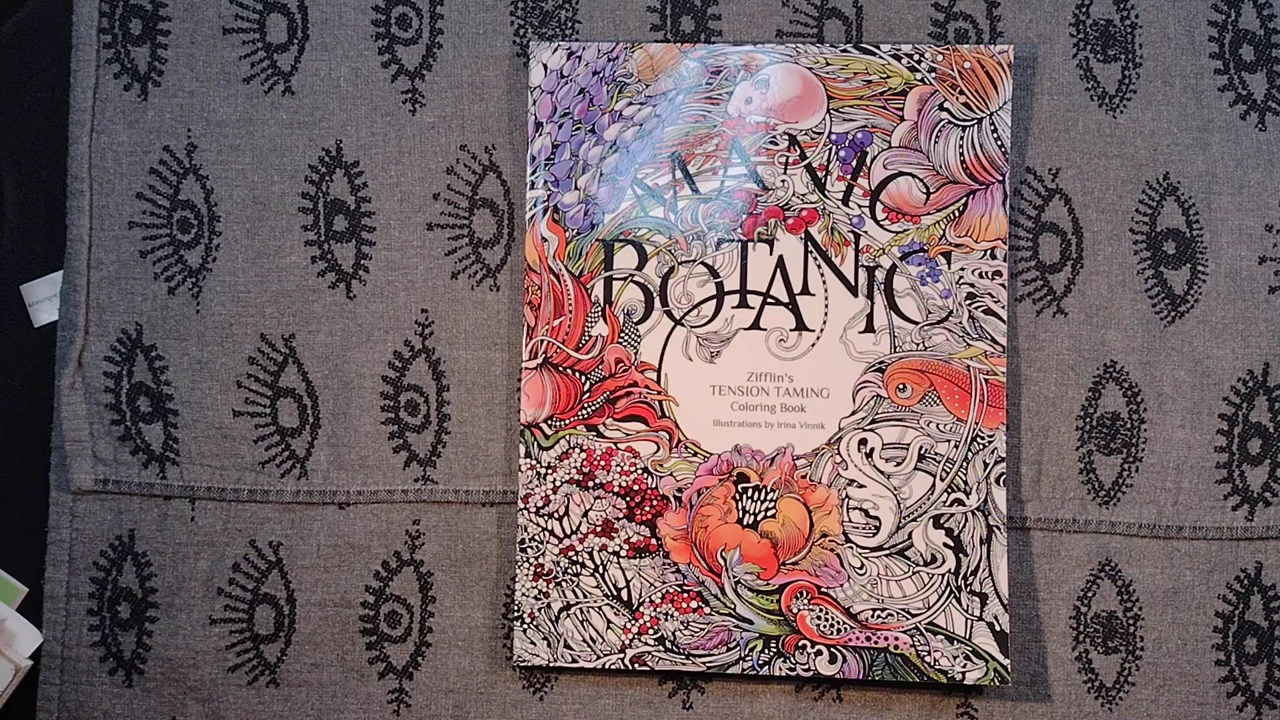 MANIC
BOTANIC
Zifflin's
TENSION TAMING
Coloring Book
Illustrations by Irina Vinnik